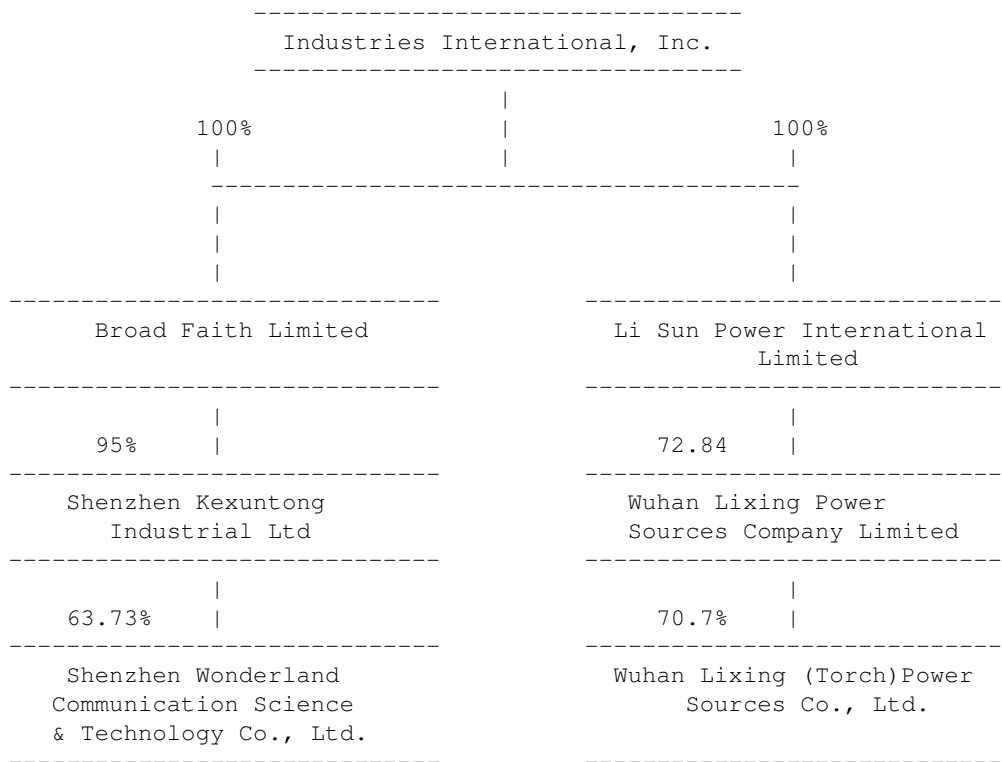 Industries International, Inc.
100% 100%
Broad Faith Limited Li Sun Power International
Limited
95% 72.84
Shenzhen Kexuntong Wuhan Lixing Power
Industrial Ltd Sources Company Limited
63.73% 70.7%
Shenzhen Wonderland Wuhan Lixing (Torch)Power
Communication Science Sources Co., Ltd.
& Technology Co., Ltd.